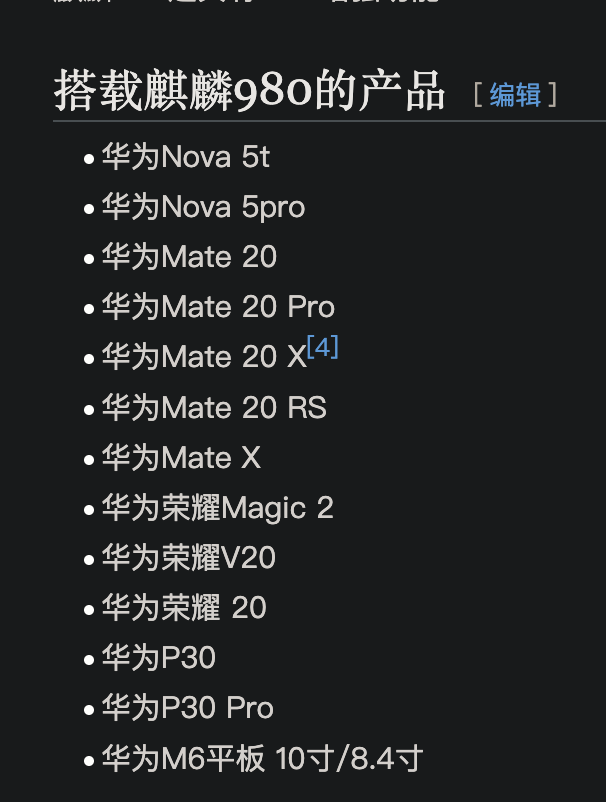 搭载麒麟980的产品 [编辑]
华为Nova 5t
华为Nova 5pro
华为Mate 20
华为Mate 20 Pro
华为Mate 20 X[4]
华为Mate 20 RS
华为Mate X
华为荣耀Magic 2
华为荣耀V20
华为荣耀 20
华为P30
华为P30 Pro
华为M6平板 10寸/8.4寸